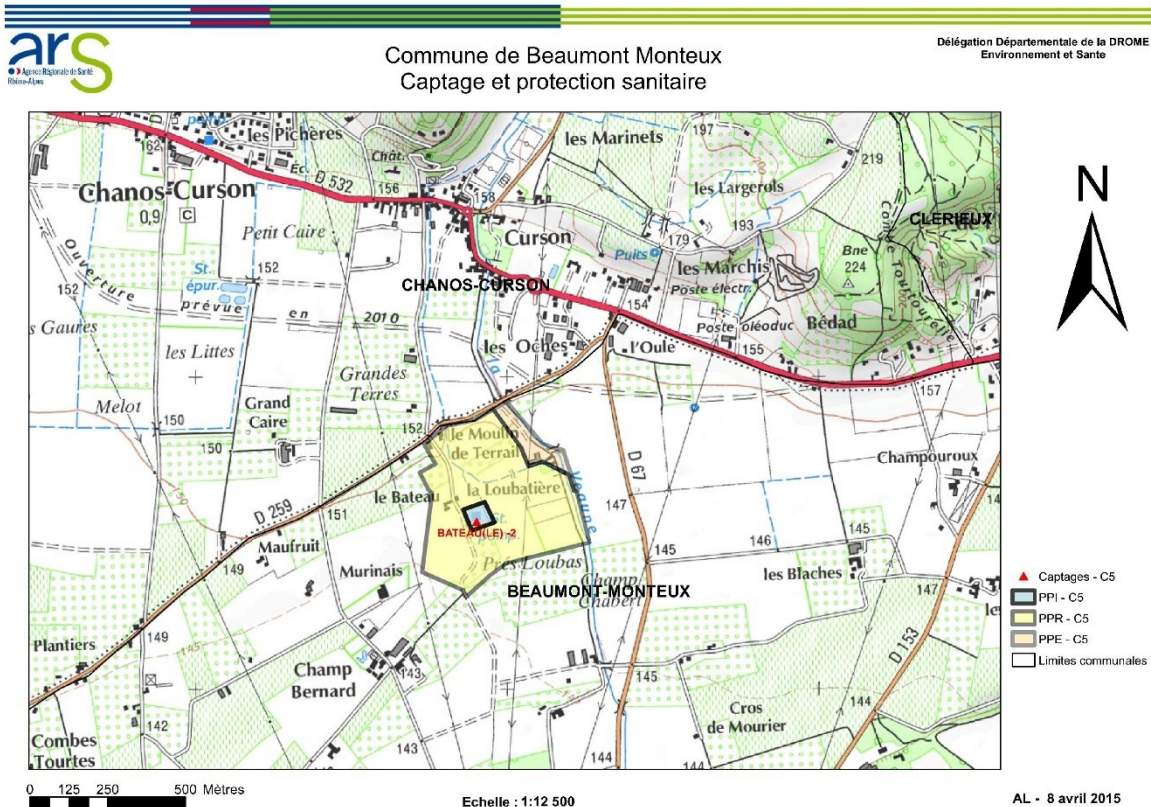 ars
Agence Régionale de Santé
Rhône-Alpes
Commune de Beaumont Monteux
Captage et protection sanitaire
Délégation Départementale de la DROME
Environnement et Sante
les Pichères
162
Éc.
Chât.
les Marinets
197
219
D 532
156
158
les Largerols
Chanos-Curson
0,9
C
CLERIEUX
193
Combe Tourtourelle
Petit Caire
Curson
179
Puits
Bne
224
Ouverture
St.
épur.
152
152
les Marchis
Poste électr.
CHANOS-CURSON
prévue
en
2010
154
s Gaures
Poste oléoduc
Bédad
les Littes
les Oches
l'Oule
155
la
157
Grandes
Terres
Melot
150
Grand
Caire
152
150
le Moulin
de Terrail
D 67
Champouroux
la Loubatière
le Bateau
Veaune
147
D 259
151
BATEAU(LE) -2
Maufruit
145
146
145
149
Prés Loubas
les Blaches
Murinais
Champ
Chabert
147
BEAUMONT-MONTEUX
Plantiers
149
145
D 153
Champ
Bernard
143
145
144
142
Cros
de Mourier
143
144
144
Combes
Tourtes
N
Captages - C5
PPI - C5
PPR - C5
PPE - C5
Limites communales
0 125 250 500 Mètres
Echelle : 1:12 500
AL - 8 avril 2015